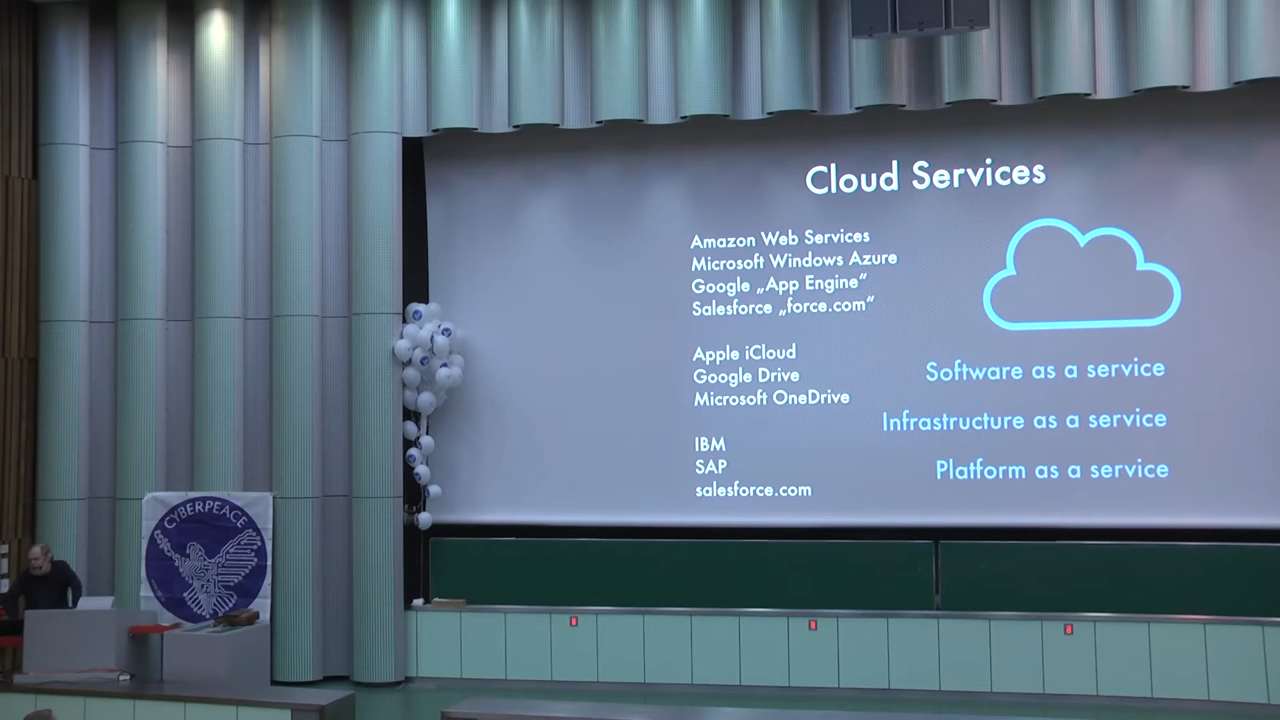 Cloud Services
Amazon Web Services
Microsoft Windows Azure
Google „App Engine“
Salesforce „force.com“
Apple iCloud
Google Drive
Microsoft OneDrive
IBM
SAP
salesforce.com
Software as a service
Infrastructure as a service
Platform as a service
CYBERPEACE